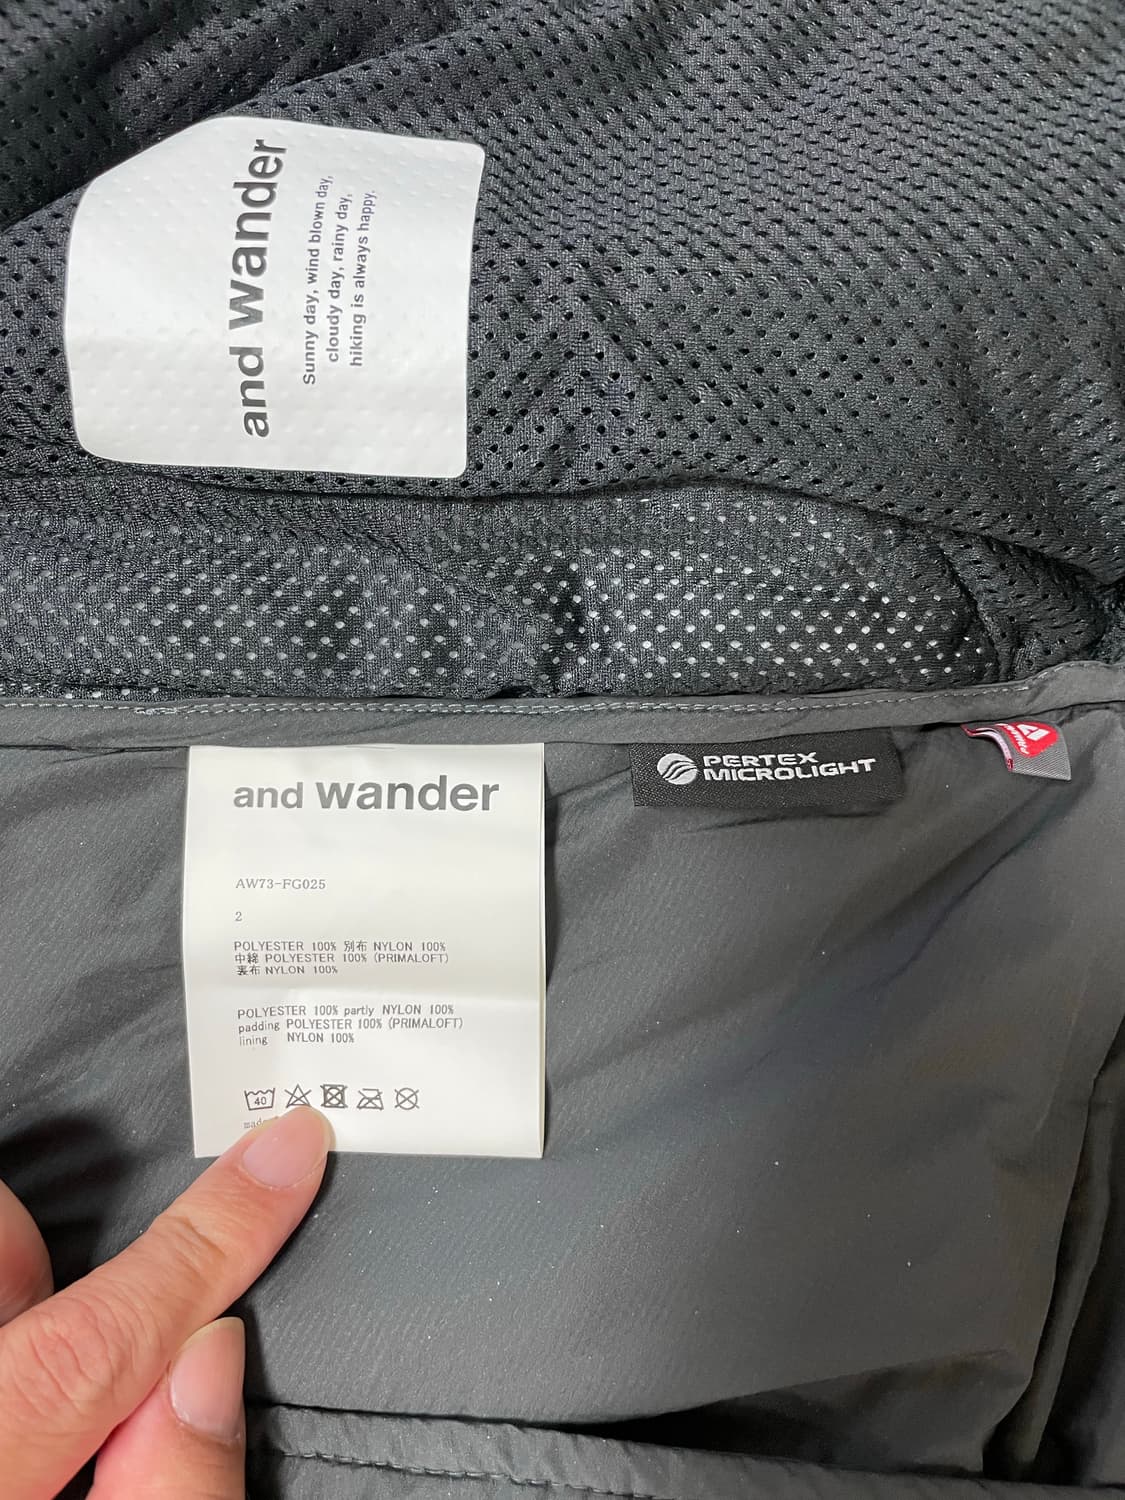 and wander
Sunny day, wind blown day,
cloudy day, rainy day,
hiking is always happy.
and wander
AW73-FG025
2
POLYESTER 100% 別布 NYLON 100%
中綿 POLYESTER 100% (PRIMALOFT)
裏布 NYLON 100%
POLYESTER 100% partly NYLON 100%
padding POLYESTER 100% (PRIMALOFT)
lining NYLON 100%
40
PERTEX
MICROLIGHT